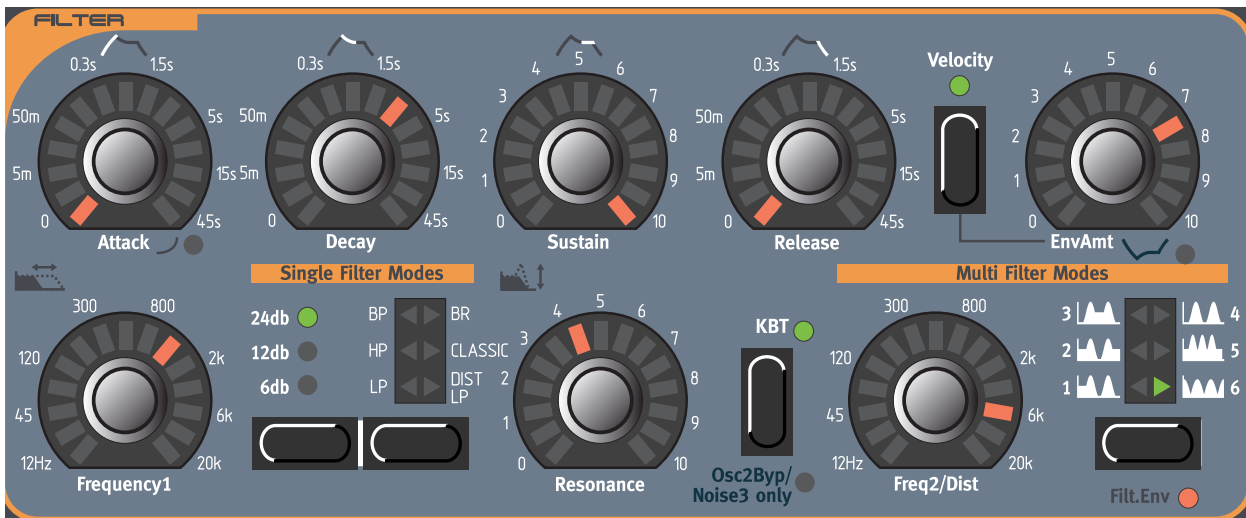 FILTER
0 5m 50m 0.3s 1.5s 5s 15s 45s
Attack
0 5m 50m 0.3s 1.5s 5s 15s 45s
Decay
0 1 2 3 4 5 6 7 8 9 10
Sustain
0 5m 50m 0.3s 1.5s 5s 15s 45s
Release
Velocity
0 1 2 3 4 5 6 7 8 9 10
EnvAmt
12Hz 45 120 300 800 2k 6k 20k
Frequency1
Single Filter Modes
24db
12db
6db
BP BR
HP CLASSIC
LP DIST
LP
0 1 2 3 4 5 6 7 8 9 10
Resonance
KBT
Osc2Byp/
Noise3 only
Multi Filter Modes
12Hz 45 120 300 800 2k 6k 20k
Freq2/Dist
3 4
2 5
1 6
Filt.Env